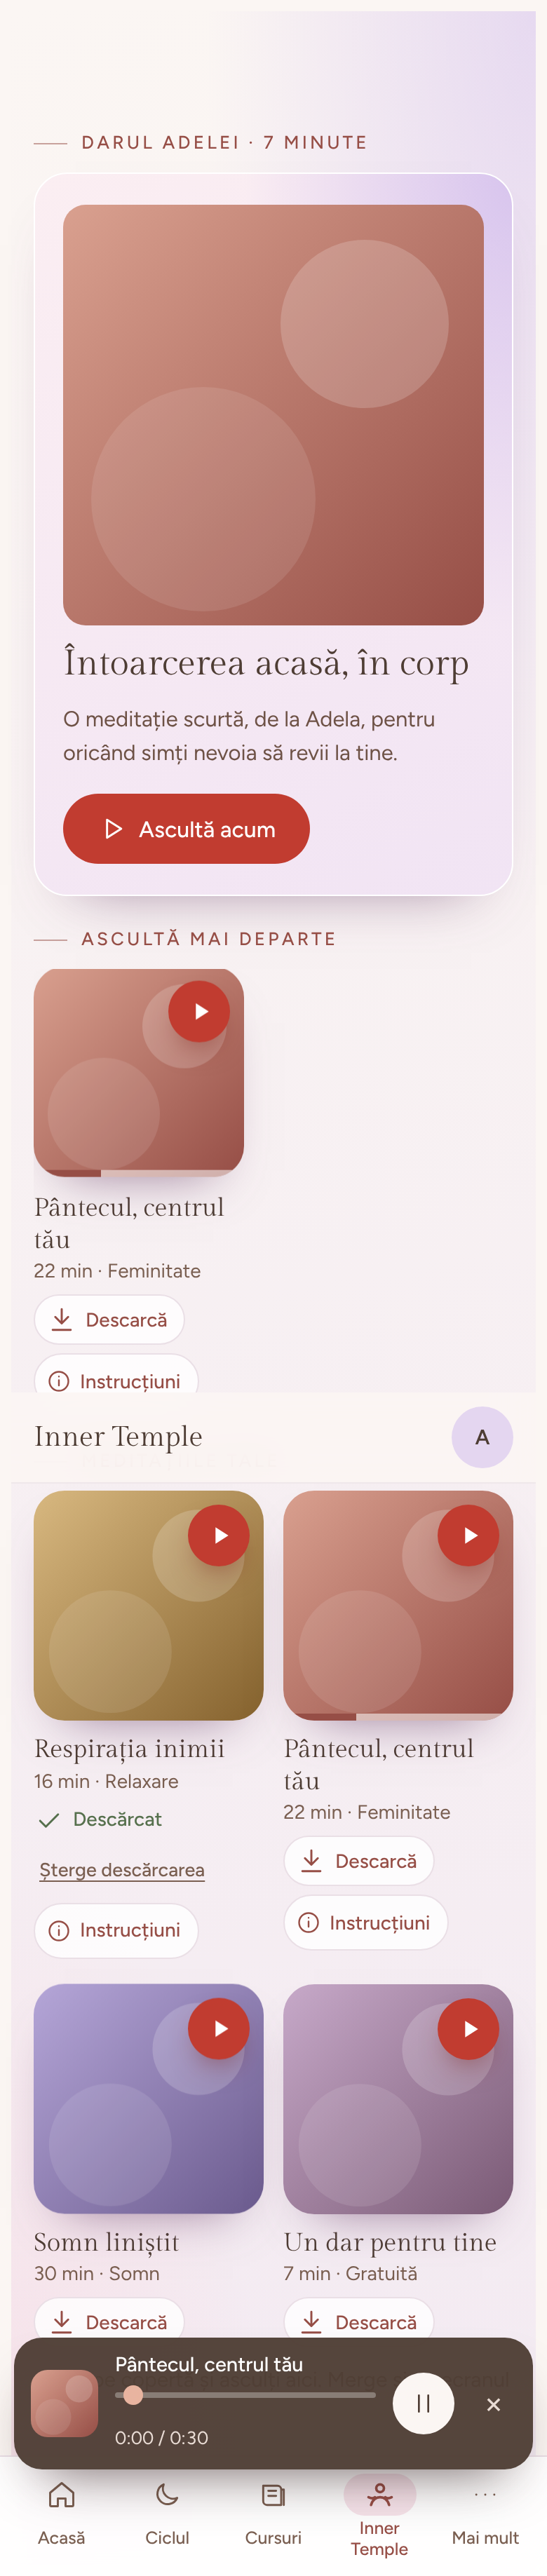 DARUL ADELEI · 7 MINUTE
Întoarcerea acasă, în corp
O meditație scurtă, de la Adela, pentru
oricând simți nevoia să revii la tine.
Ascultă acum
ASCULTĂ MAI DEPARTE
Pântecul, centrul
tău
22 min · Feminitate
Descarcă
Instrucțiuni
Inner Temple
A
Respirația inimii
16 min · Relaxare
Descărcat
Șterge descărcarea
Instrucțiuni
Pântecul, centrul
tău
22 min · Feminitate
Descarcă
Instrucțiuni
Somn liniștit
30 min · Somn
Descarcă
Un dar pentru tine
7 min · Gratuită
Descarcă
Pântecul, centrul tău
0:00 / 0:30
Acasă
Ciclul
Cursuri
Inner
Temple
Mai mult